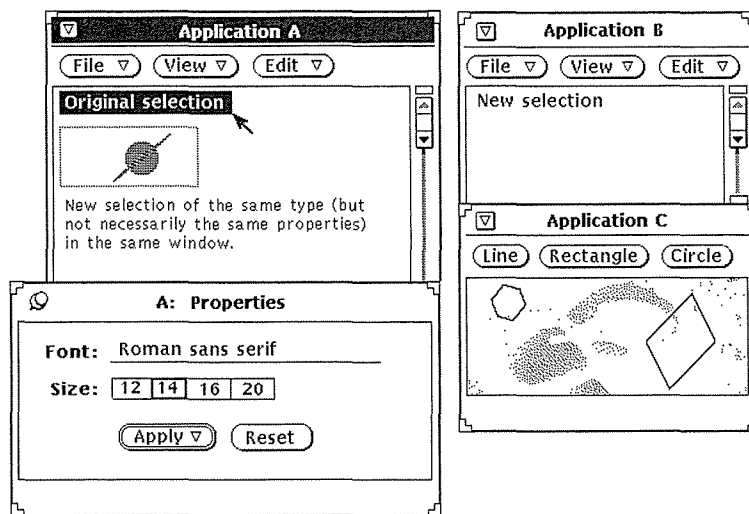 Application A
File View Edit
Original selection
New selection of the same type (but
not necessarily the same properties)
in the same window.
A: Properties
Font: Roman sans serif
Size: 12 14 16 20
Apply Reset
Application B
File View Edit
New selection
Application C
Line Rectangle Circle